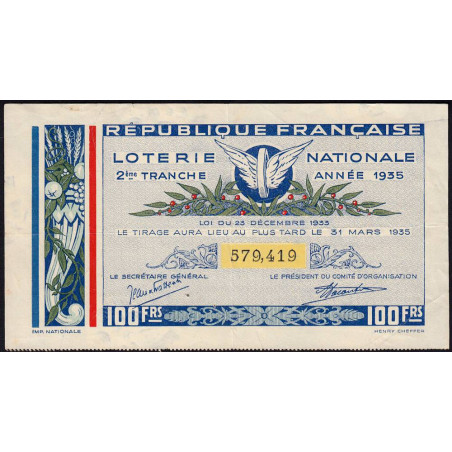 RÉPUBLIQUE FRANÇAISE
LOTERIE NATIONALE
2ème TRANCHE ANNÉE 1935
LOI DU 23 DÉCEMBRE 1933
LE TIRAGE AURA LIEU AU PLUS TARD LE 31 MARS 1935
579,419
LE SECRÉTAIRE GÉNÉRAL LE PRÉSIDENT DU COMITÉ D'ORGANISATION
100 FRS 100 FRS
IMP. NATIONALE HENRY CHEFFER